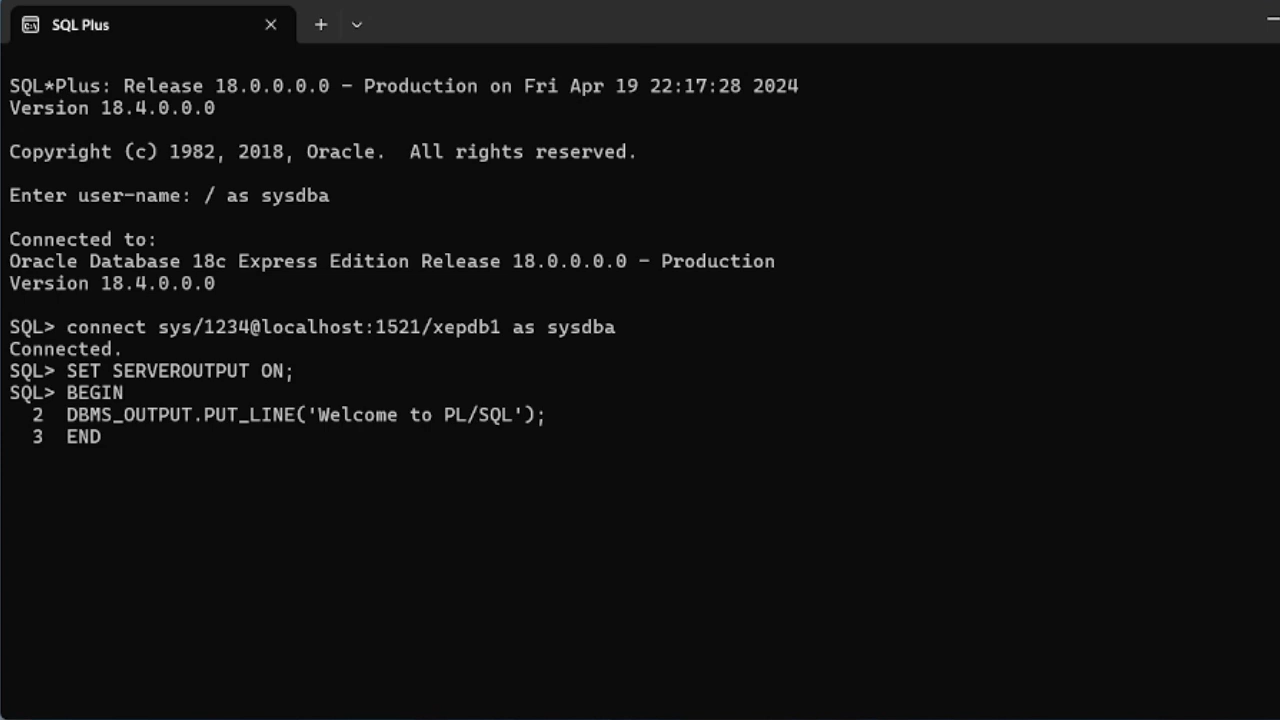 SQL Plus
SQL*Plus: Release 18.0.0.0.0 - Production on Fri Apr 19 22:17:28 2024
Version 18.4.0.0.0
Copyright (c) 1982, 2018, Oracle.  All rights reserved.
Enter user-name: / as sysdba
Connected to:
Oracle Database 18c Express Edition Release 18.0.0.0.0 - Production
Version 18.4.0.0.0
SQL> connect sys/1234@localhost:1521/xepdb1 as sysdba
Connected.
SQL> SET SERVEROUTPUT ON;
SQL> BEGIN
  2  DBMS_OUTPUT.PUT_LINE('Welcome to PL/SQL');
  3  END